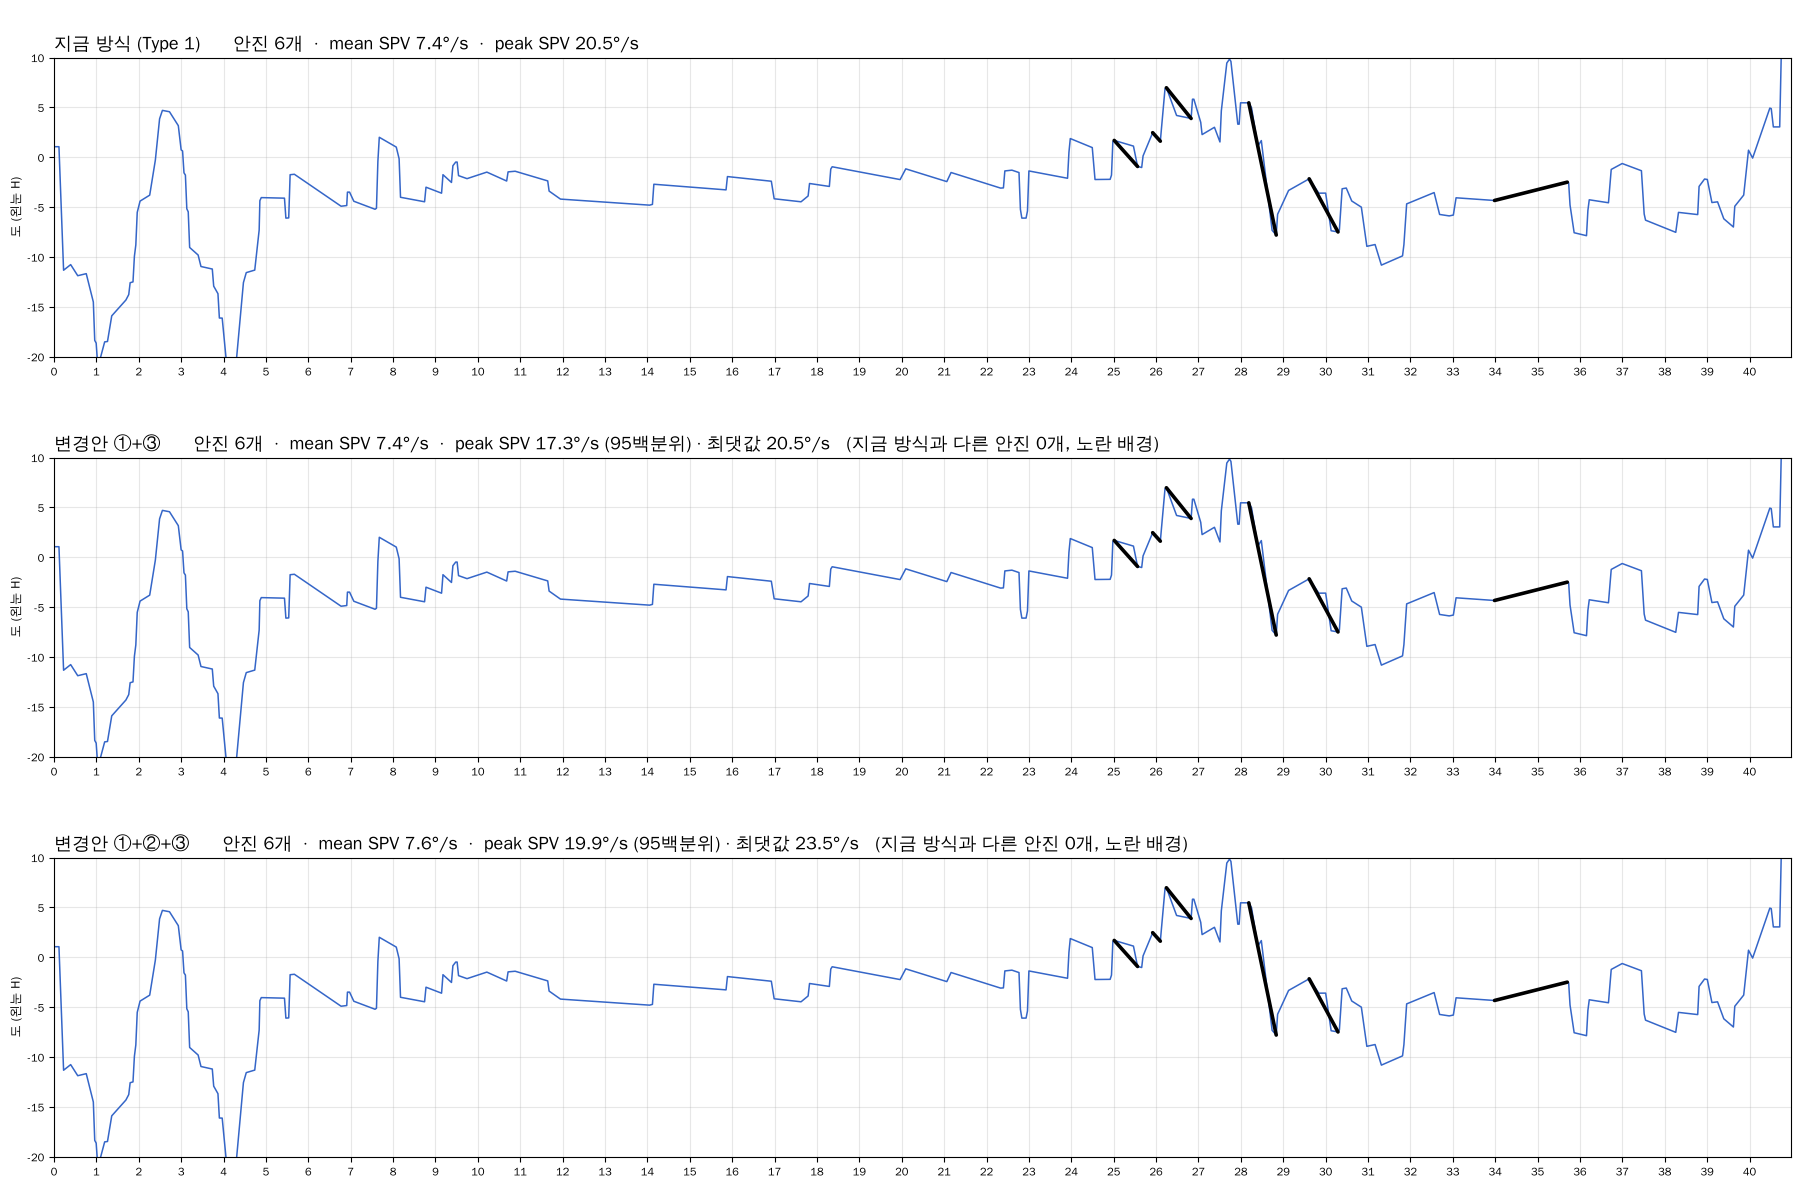 지금 방식 (Type 1) 안진 6개 · mean SPV 7.4°/s · peak SPV 20.5°/s
10
5
0
-5
-10
-15
-20
도 (왼눈 H)
0 1 2 3 4 5 6 7 8 9 10 11 12 13 14 15 16 17 18 19 20 21 22 23 24 25 26 27 28 29 30 31 32 33 34 35 36 37 38 39 40
변경안 ①+③ 안진 6개 · mean SPV 7.4°/s · peak SPV 17.3°/s (95백분위) · 최댓값 20.5°/s (지금 방식과 다른 안진 0개, 노란 배경)
10
5
0
-5
-10
-15
-20
도 (왼눈 H)
0 1 2 3 4 5 6 7 8 9 10 11 12 13 14 15 16 17 18 19 20 21 22 23 24 25 26 27 28 29 30 31 32 33 34 35 36 37 38 39 40
변경안 ①+②+③ 안진 6개 · mean SPV 7.6°/s · peak SPV 19.9°/s (95백분위) · 최댓값 23.5°/s (지금 방식과 다른 안진 0개, 노란 배경)
10
5
0
-5
-10
-15
-20
도 (왼눈 H)
0 1 2 3 4 5 6 7 8 9 10 11 12 13 14 15 16 17 18 19 20 21 22 23 24 25 26 27 28 29 30 31 32 33 34 35 36 37 38 39 40